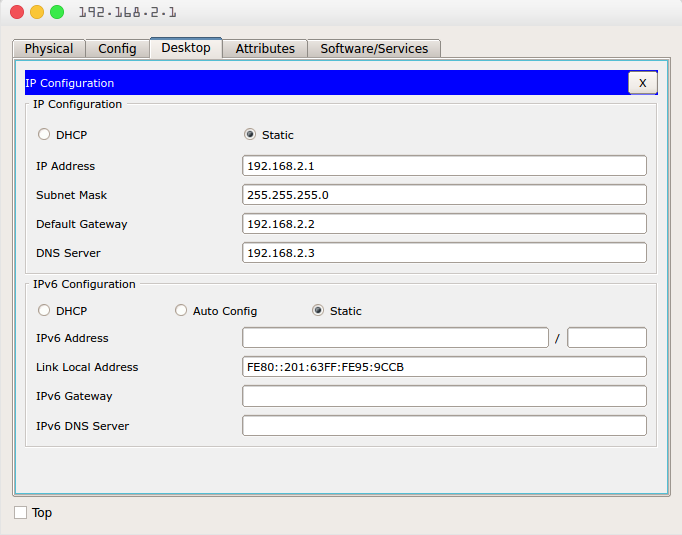 192.168.2.1
Physical Config Desktop Attributes Software/Services
IP Configuration X
IP Configuration
DHCP Static
IP Address 192.168.2.1
Subnet Mask 255.255.255.0
Default Gateway 192.168.2.2
DNS Server 192.168.2.3
IPv6 Configuration
DHCP Auto Config Static
IPv6 Address /
Link Local Address FE80::201:63FF:FE95:9CCB
IPv6 Gateway
IPv6 DNS Server
Top